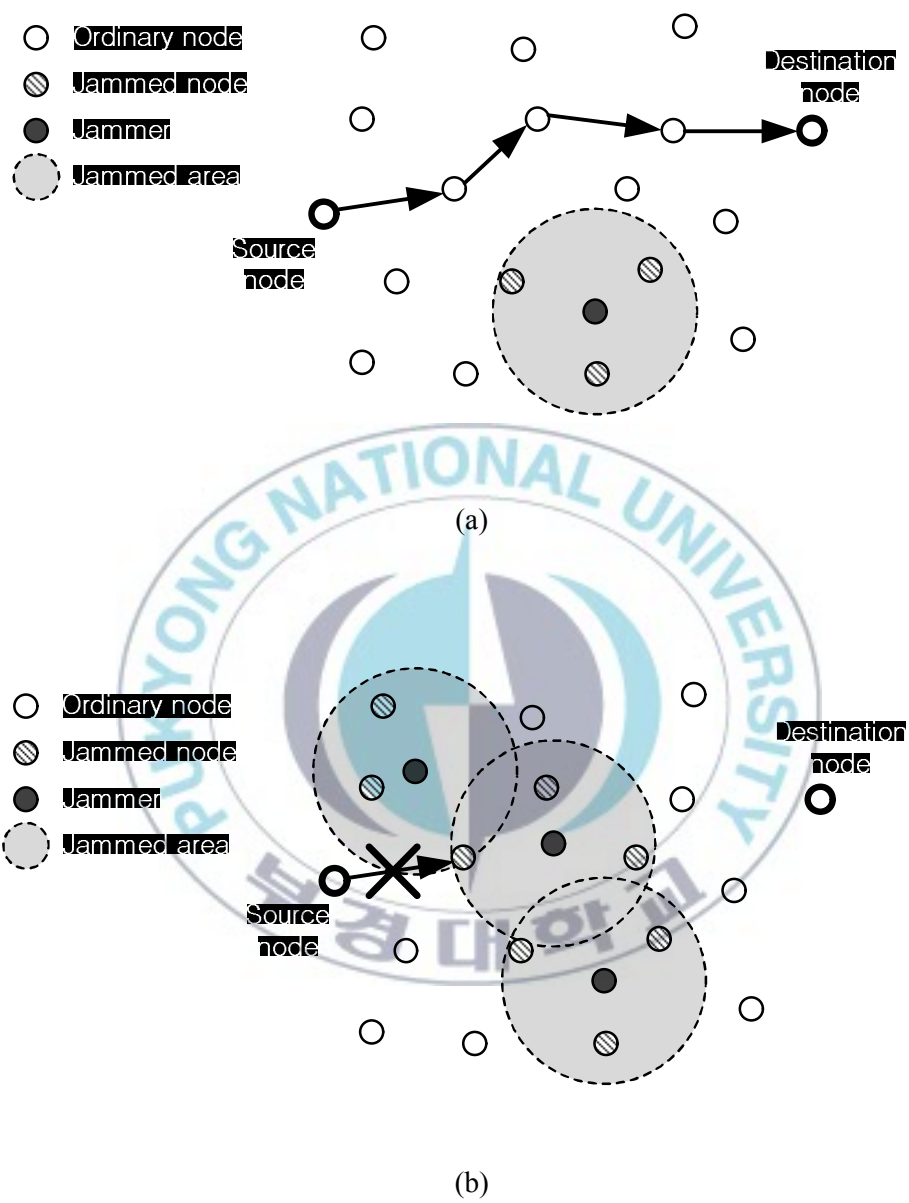 Ordinary node
Jammed node
Jammer
Jammed area
Destination
node
Source
node
(a)
PUKYONG NATIONAL UNIVERSITY
Ordinary node
Jammed node
Jammer
Jammed area
Destination
node
Source
node
부경대학교
(b)